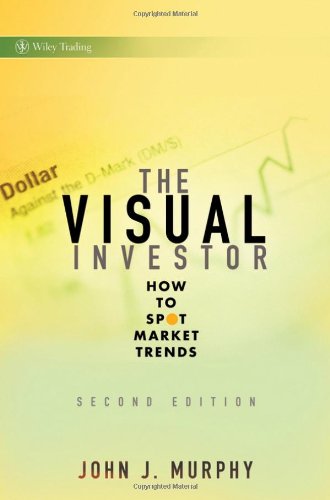 Wiley Trading
Dollar
Against the D-Mark (DM/S)
THE
VISUAL
INVESTOR
HOW
TO
SPOT
MARKET
TRENDS
SECOND EDITION
JOHN J. MURPHY